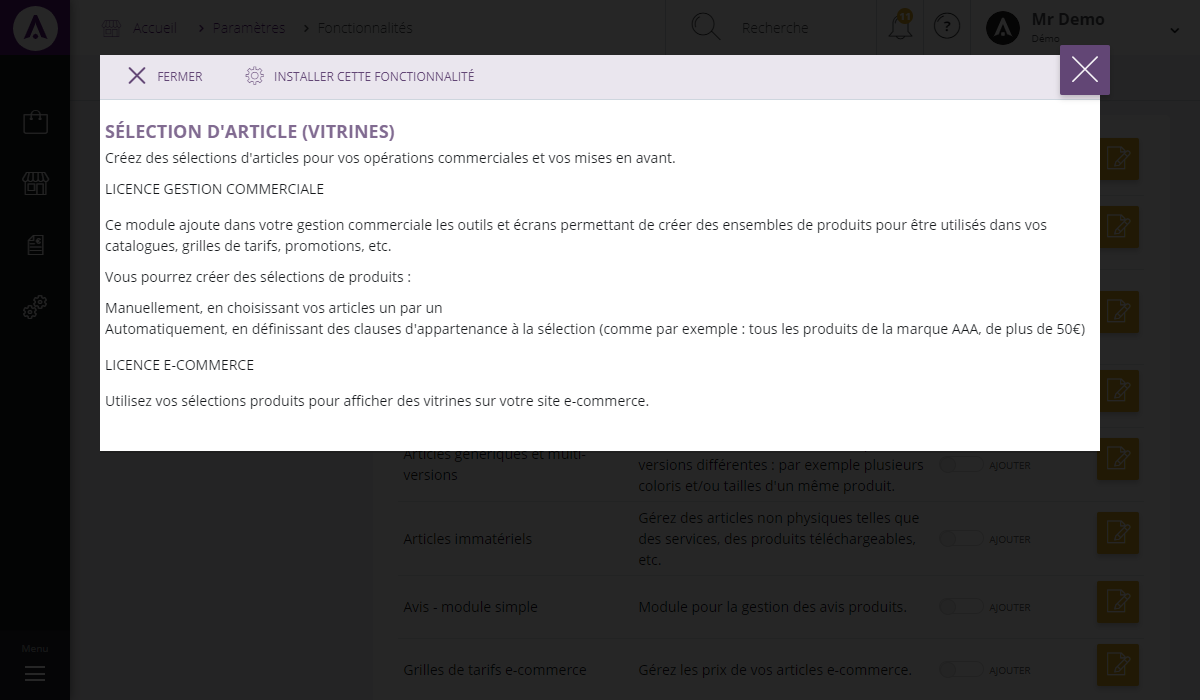 Accueil > Paramètres > Fonctionnalités
Recherche
11
?
Mr Demo
Démo
FERMER
INSTALLER CETTE FONCTIONNALITÉ
SÉLECTION D'ARTICLE (VITRINES)
Créez des sélections d'articles pour vos opérations commerciales et vos mises en avant.
LICENCE GESTION COMMERCIALE
Ce module ajoute dans votre gestion commerciale les outils et écrans permettant de créer des ensembles de produits pour être utilisés dans vos
catalogues, grilles de tarifs, promotions, etc.
Vous pourrez créer des sélections de produits :
Manuellement, en choisissant vos articles un par un
Automatiquement, en définissant des clauses d'appartenance à la sélection (comme par exemple : tous les produits de la marque AAA, de plus de 50€)
LICENCE E-COMMERCE
Utilisez vos sélections produits pour afficher des vitrines sur votre site e-commerce.
Articles génériques et multi-
versions
versions différentes : par exemple plusieurs
coloris et/ou tailles d'un même produit.
AJOUTER
Articles immatériels
Gérez des articles non physiques telles que
des services, des produits téléchargeables,
etc.
AJOUTER
Avis - module simple
Module pour la gestion des avis produits.
AJOUTER
Grilles de tarifs e-commerce
Gérez les prix de vos articles e-commerce.
AJOUTER
Menu